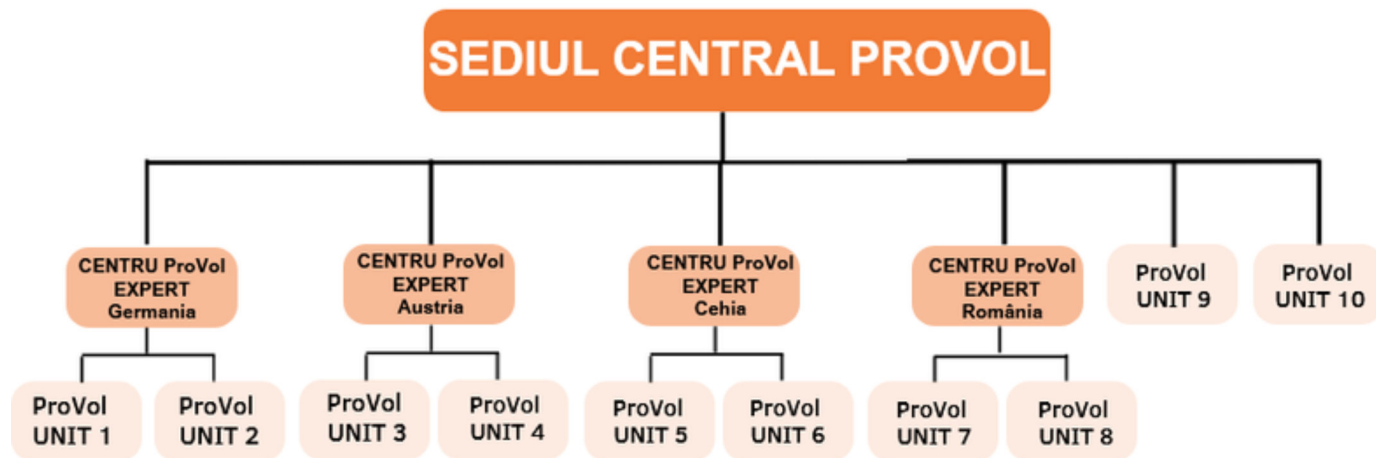 SEDIUL CENTRAL PROVOL
CENTRU ProVol
EXPERT
Germania
CENTRU ProVol
EXPERT
Austria
CENTRU ProVol
EXPERT
Cehia
CENTRU ProVol
EXPERT
România
ProVol
UNIT 9
ProVol
UNIT 10
ProVol
UNIT 1
ProVol
UNIT 2
ProVol
UNIT 3
ProVol
UNIT 4
ProVol
UNIT 5
ProVol
UNIT 6
ProVol
UNIT 7
ProVol
UNIT 8